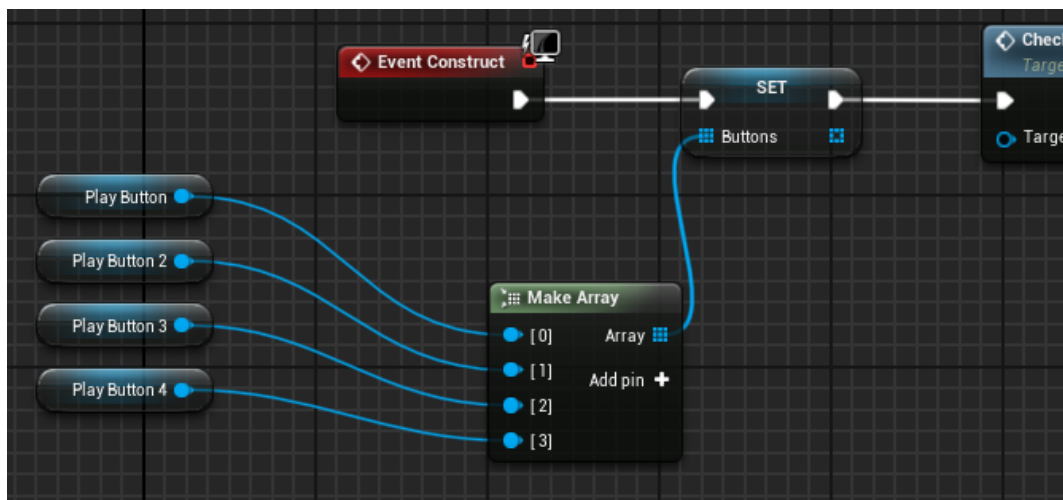 Event Construct
SET
Buttons
Play Button
Play Button 2
Play Button 3
Play Button 4
Make Array
[0]
Array
[1]
Add pin
[2]
[3]